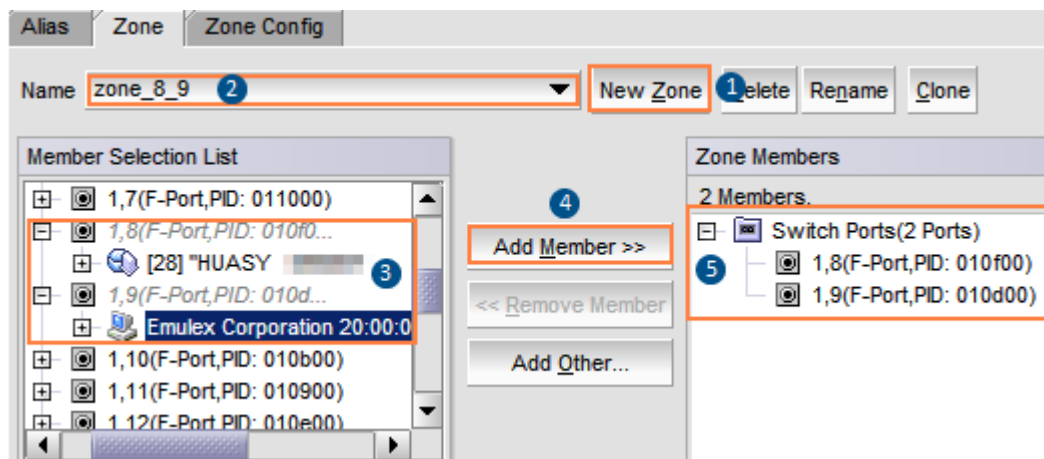 Alias Zone Zone Config
Name zone_8_9 2 New Zone 1 elete Rename Clone
Member Selection List
Zone Members
1,7(F-Port,PID: 011000)
2 Members.
1,8(F-Port,PID: 010f0...
4
Switch Ports(2 Ports)
[28] "HUASY
3
Add Member >>
5
1,8(F-Port,PID: 010f00)
1,9(F-Port,PID: 010d...
1,9(F-Port,PID: 010d00)
<< Remove Member
Emulex Corporation 20:00:0
1,10(F-Port,PID: 010b00)
Add Other...
1,11(F-Port,PID: 010900)
1,12(F-Port,PID: 010e00)